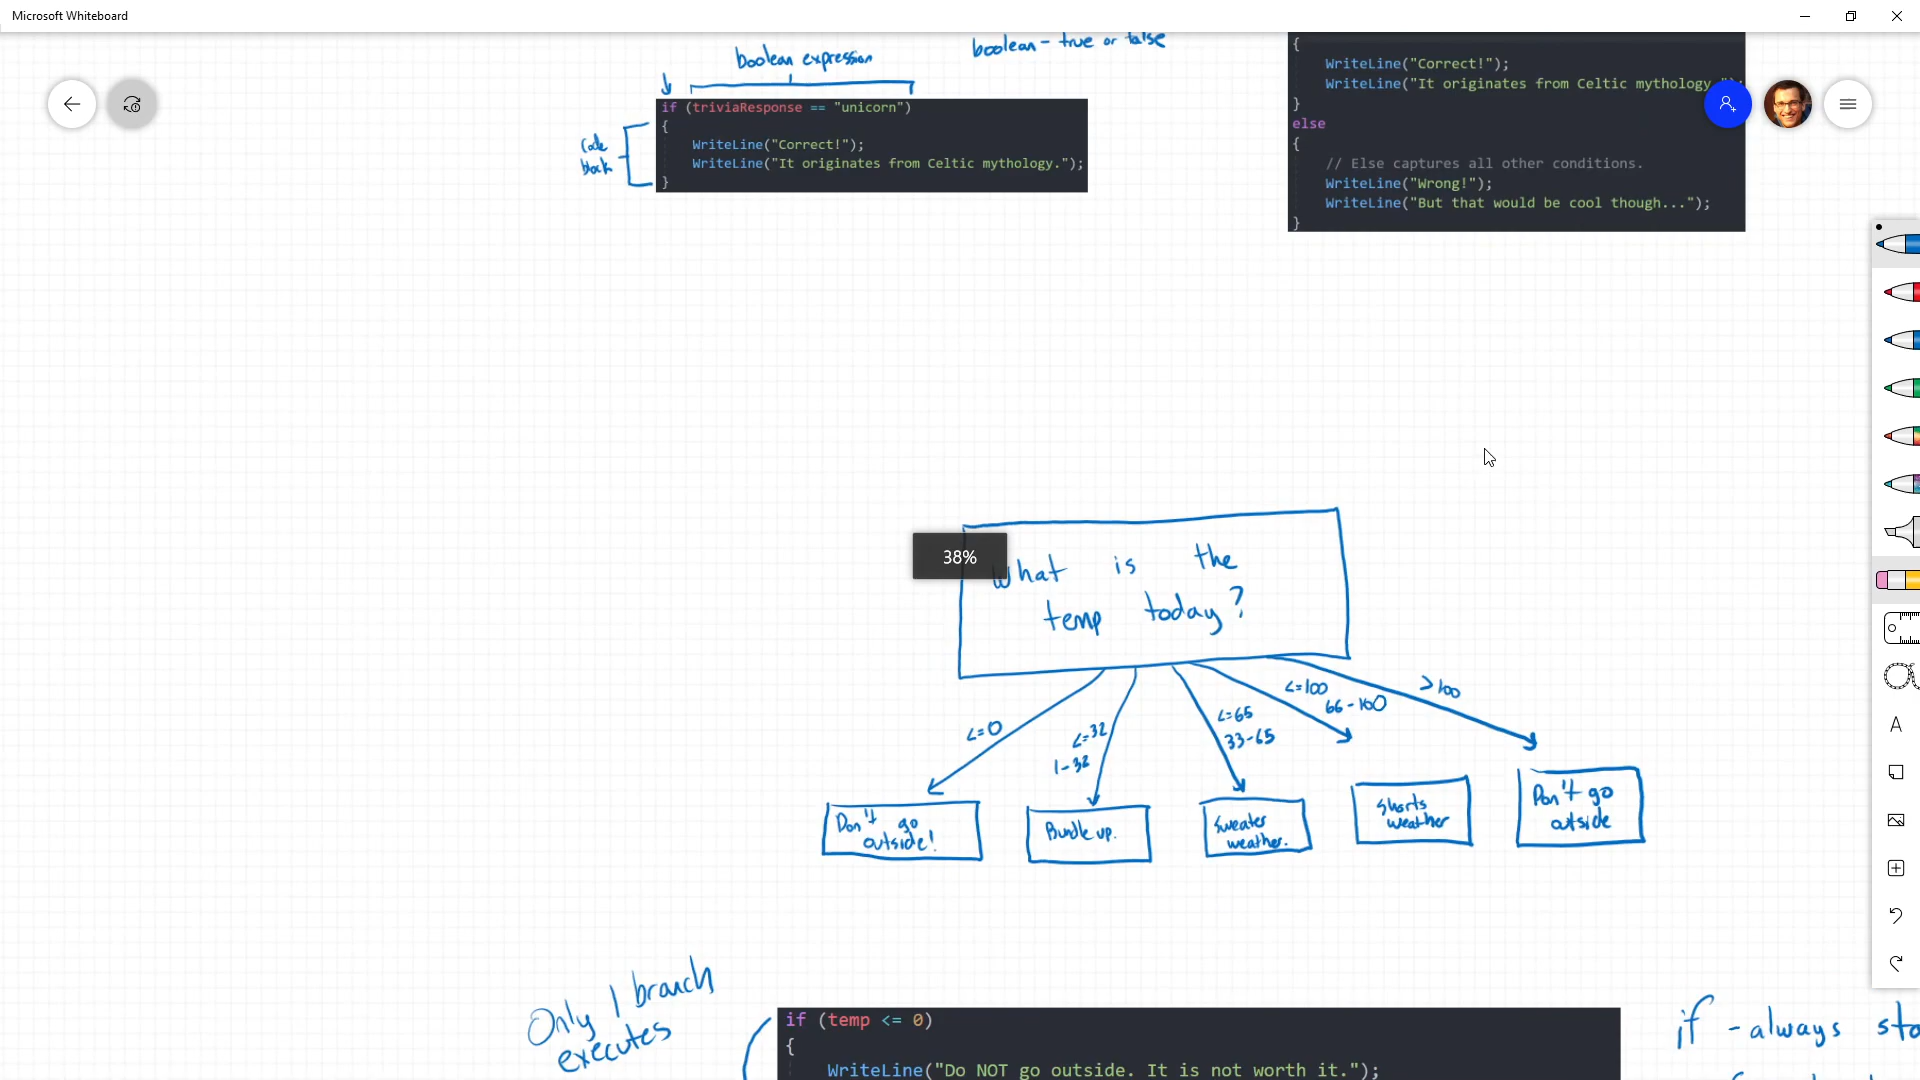 Microsoft Whiteboard
boolean expression
boolean - true or false
if (triviaResponse == "unicorn")
{
WriteLine("Correct!");
WriteLine("It originates from Celtic mythology.");
}
code
block
{
WriteLine("Correct!");
WriteLine("It originates from Celtic mythology.");
}
else
{
// Else captures all other conditions.
WriteLine("Wrong!");
WriteLine("But that would be cool though...");
}
38%
What is the
temp today?
<=0
<=32
1-32
<=65
33-65
<=100
66-100
>100
Don't go
outside!
Bundle up.
Sweater
weather.
Shorts
weather
Don't go
outside
Only 1 branch
executes
if (temp <= 0)
{
WriteLine("Do NOT go outside. It is not worth it.");
if - always